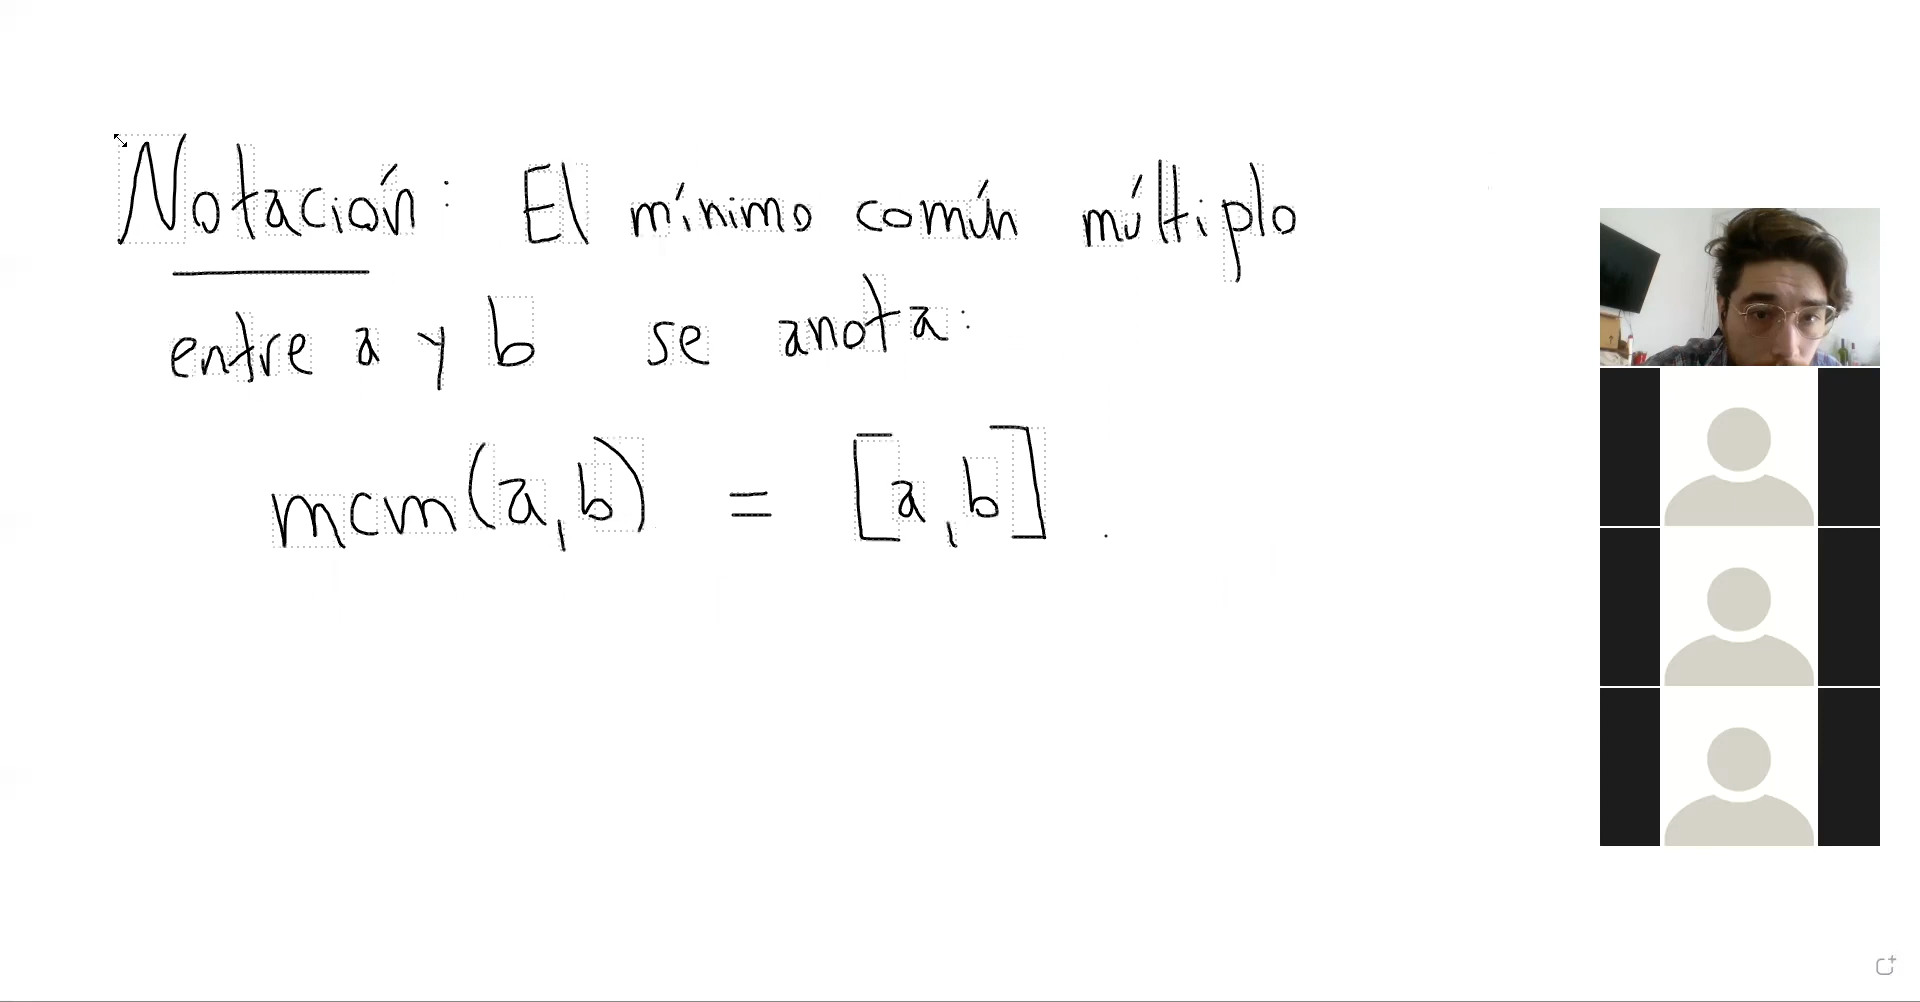 Notación: El mínimo común múltiplo
entre a y b se anota:
mcm(a,b) = [a,b].